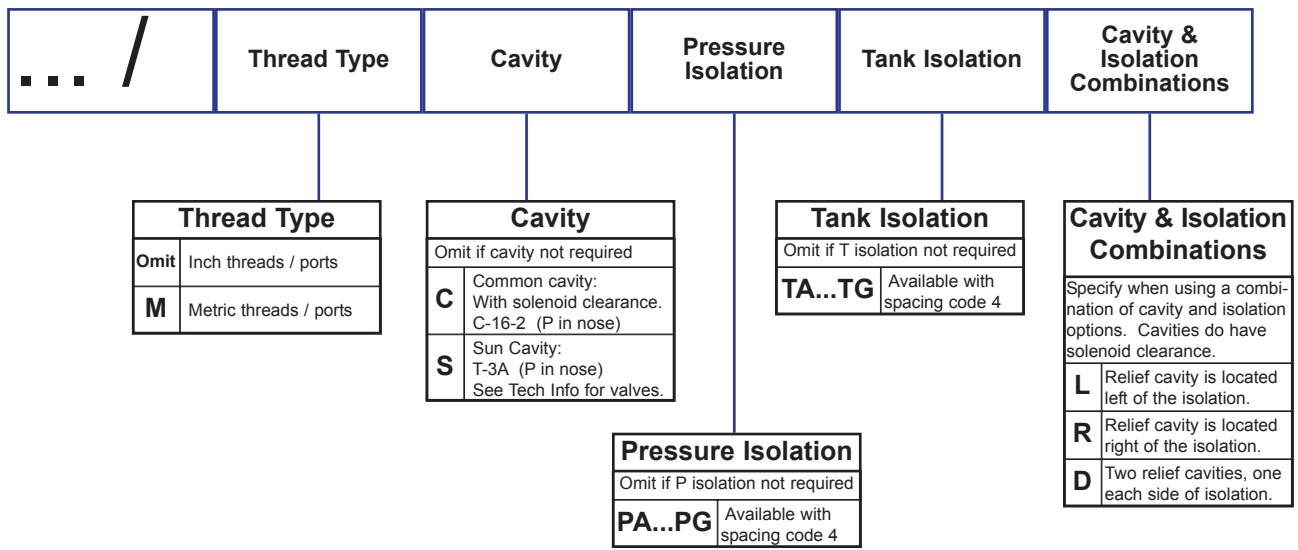 ... /
Thread Type
Cavity
Pressure
Isolation
Tank Isolation
Cavity &
Isolation
Combinations
Thread Type
Omit Inch threads / ports
M Metric threads / ports
Cavity
Omit if cavity not required
C Common cavity:
With solenoid clearance.
C-16-2 (P in nose)
S Sun Cavity:
T-3A (P in nose)
See Tech Info for valves.
Pressure Isolation
Omit if P isolation not required
PA...PG Available with
spacing code 4
Tank Isolation
Omit if T isolation not required
TA...TG Available with
spacing code 4
Cavity & Isolation
Combinations
Specify when using a combi-
nation of cavity and isolation
options. Cavities do have
solenoid clearance.
L Relief cavity is located
left of the isolation.
R Relief cavity is located
right of the isolation.
D Two relief cavities, one
each side of isolation.